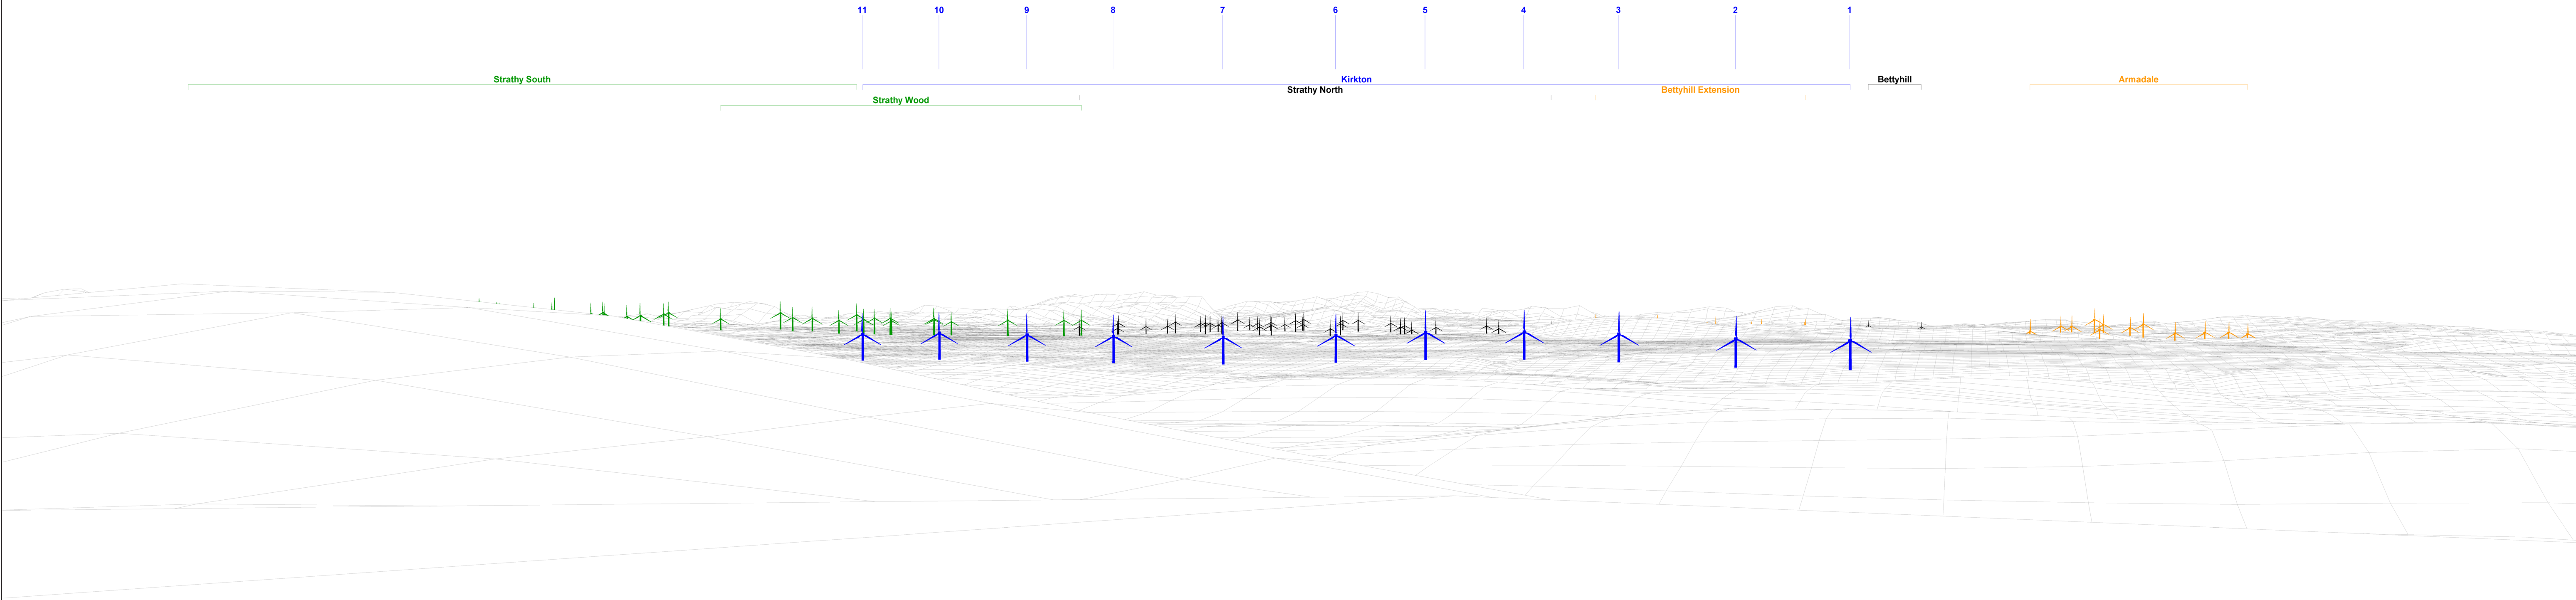 11 10 9 8 7 6 5 4 3 2 1
Strathy South Kirkton Bettyhill Armadale
Strathy North Bettyhill Extension
Strathy Wood